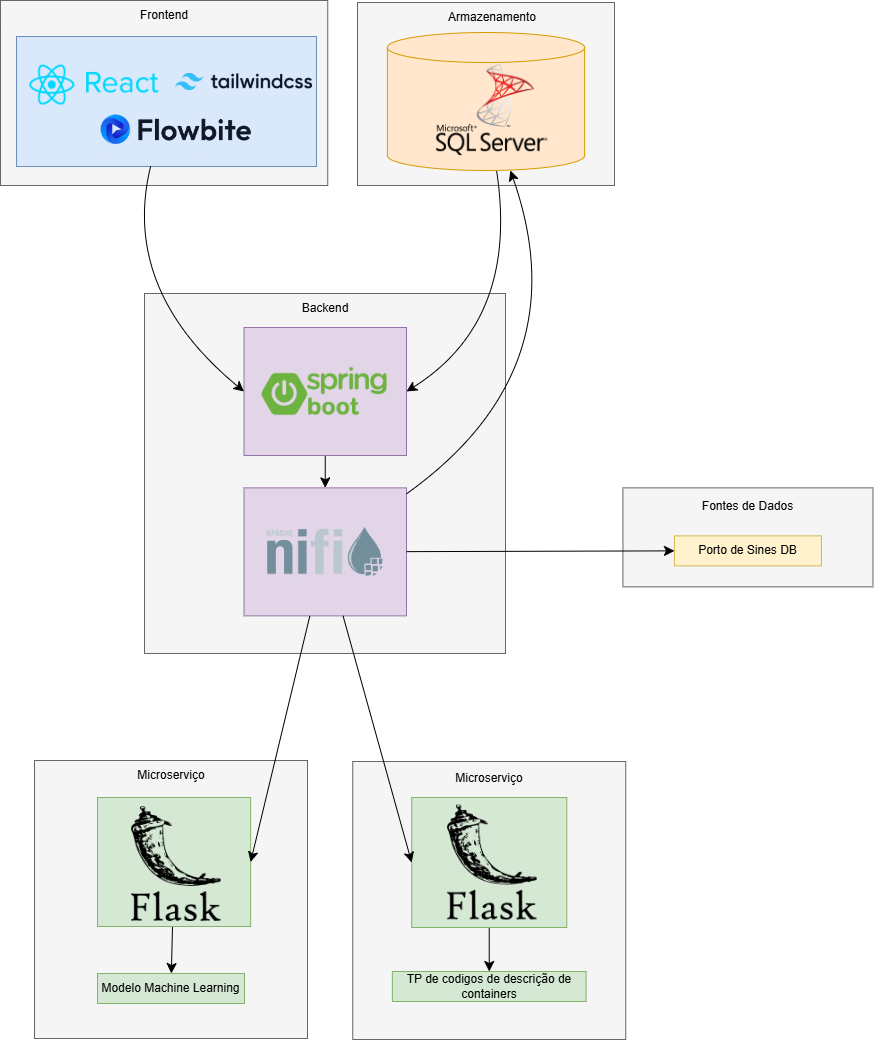 Frontend
React
tailwindcss
Flowbite
Armazenamento
Microsoft®
SQL Server®
Backend
spring
boot
APACHE
nifi
Fontes de Dados
Porto de Sines DB
Microserviço
Flask
Modelo Machine Learning
Microserviço
Flask
TP de codigos de descrição de
containers